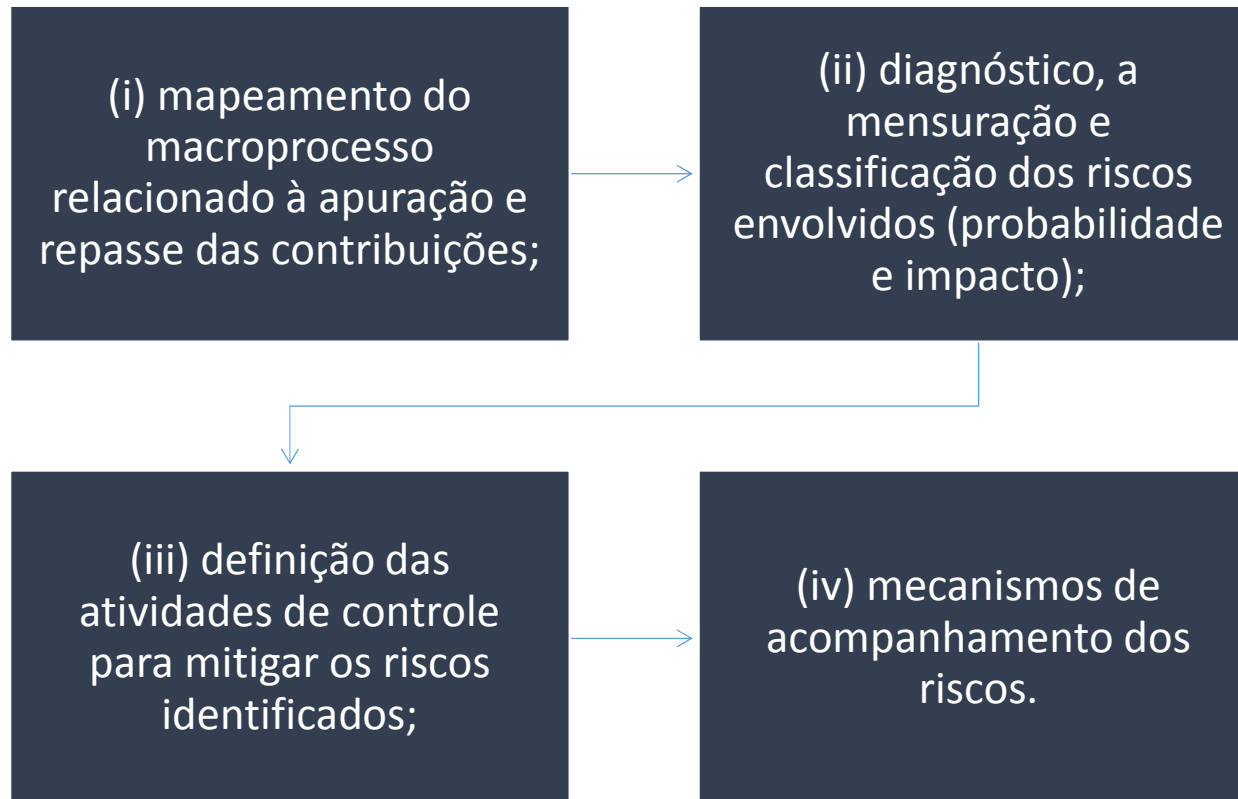 (i) mapeamento do
macroprocesso
relacionado à apuração e
repasse das contribuições;
(ii) diagnóstico, a
mensuração e
classificação dos riscos
envolvidos (probabilidade
e impacto);
(iii) definição das
atividades de controle
para mitigar os riscos
identificados;
(iv) mecanismos de
acompanhamento dos
riscos.